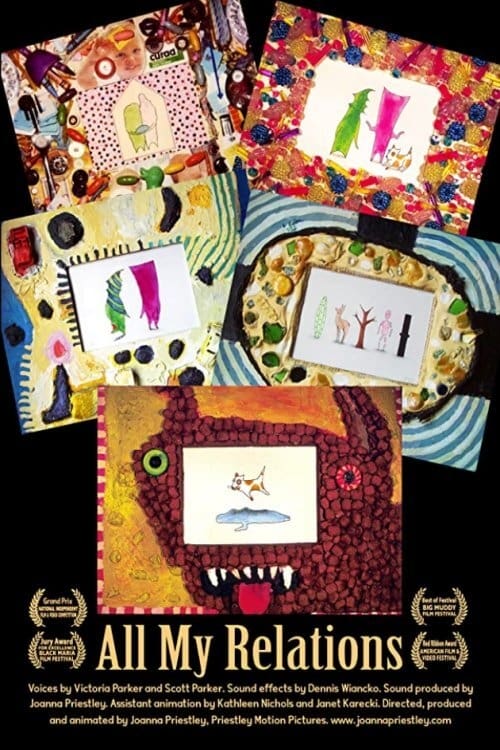 curad
Grand Prix
NATIONAL INDEPENDENT
FILM & VIDEO COMPETITION
Jury Award
FOR EXCELLENCE
BLACK MARIA
FILM FESTIVAL
Best of Festival
BIG MUDDY
FILM FESTIVAL
Red Ribbon Award
AMERICAN FILM &
VIDEO FESTIVAL
All My Relations
Voices by Victoria Parker and Scott Parker. Sound effects by Dennis Wiancko. Sound produced by
Joanna Priestley. Assistant animation by Kathleen Nichols and Janet Karecki. Directed, produced
and animated by Joanna Priestley, Priestley Motion Pictures. www.joannapriestley.com